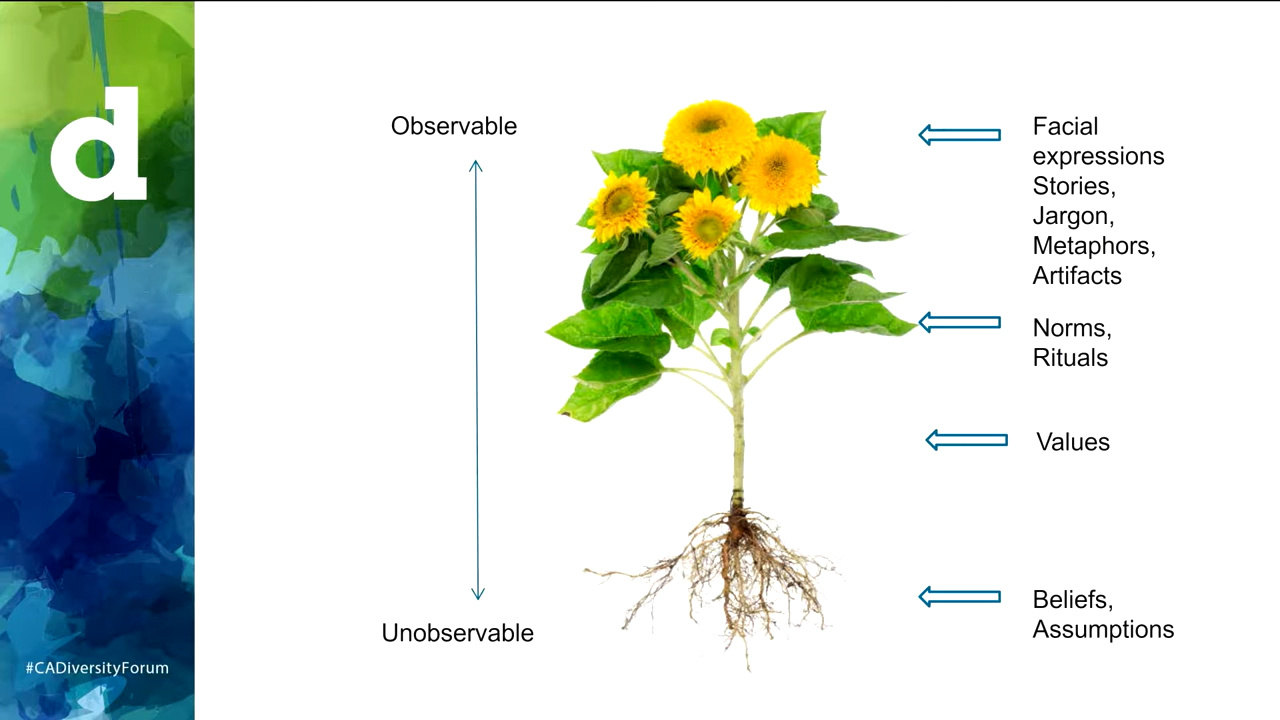 d
#CADiversityForum
Observable
Unobservable
Facial
expressions
Stories,
Jargon,
Metaphors,
Artifacts
Norms,
Rituals
Values
Beliefs,
Assumptions